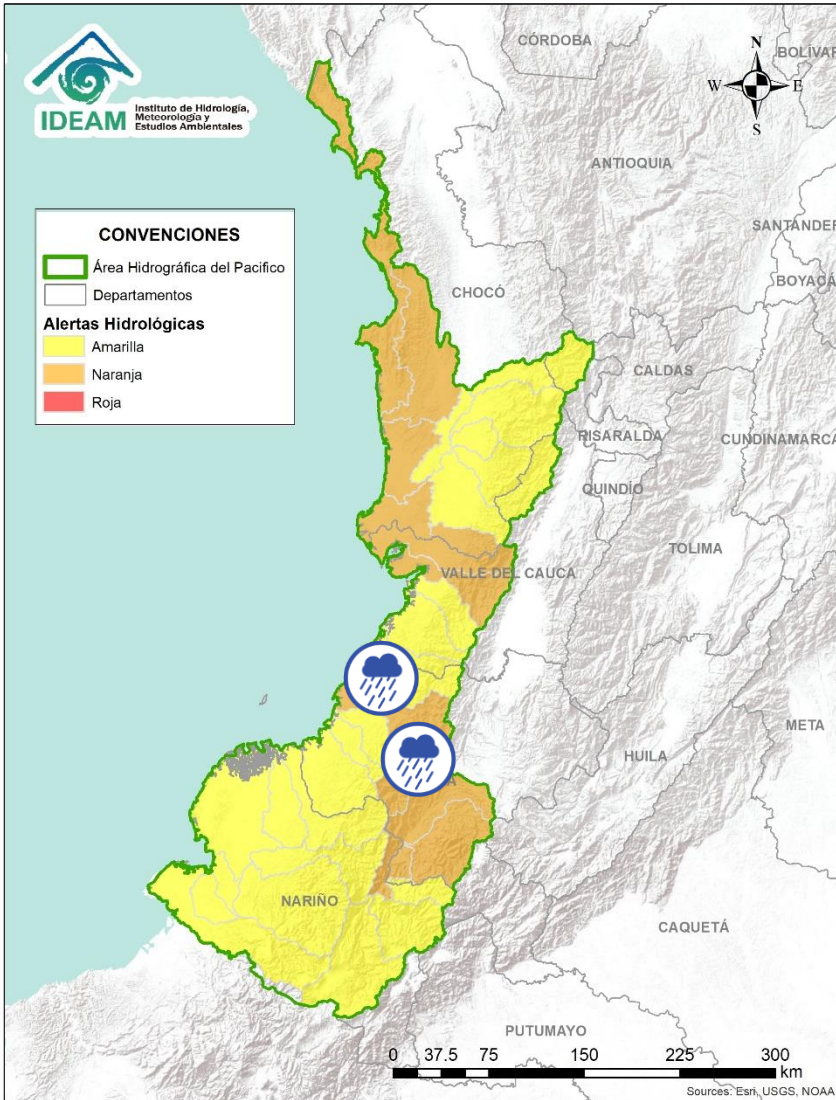 IDEAM
Instituto de Hidrología,
Meteorología y
Estudios Ambientales
CÓRDOBA
BOLÍVAR
N
W
E
S
ANTIOQUIA
SANTANDER
BOYACÁ
CONVENCIONES
Área Hidrográfica del Pacifico
Departamentos
Alertas Hidrológicas
Amarilla
Naranja
Roja
CHOCÓ
CALDAS
RISARALDA
CUNDINAMARCA
QUINDÍO
TOLIMA
VALLE DEL CAUCA
META
HUILA
NARIÑO
CAQUETÁ
PUTUMAYO
0 37.5 75 150 225 300
km
Sources: Esri, USGS, NOAA